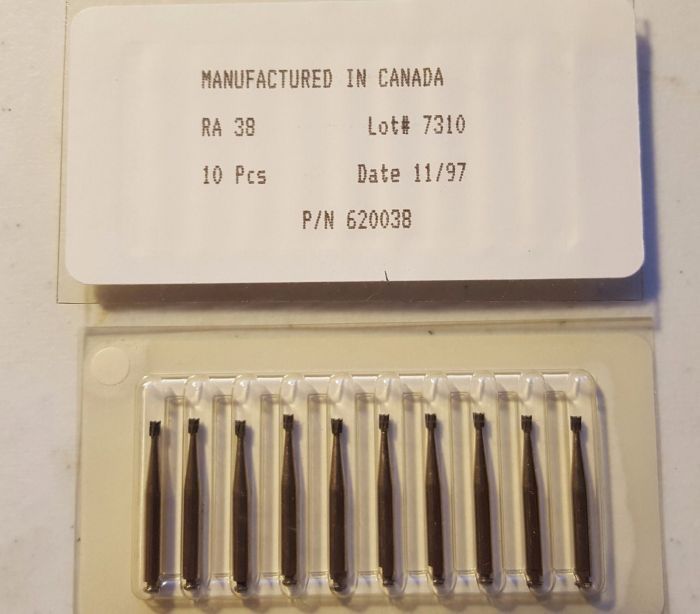 MANUFACTURED IN CANADA
RA 38 Lot# 7310
10 Pcs Date 11/97
P/N 620038